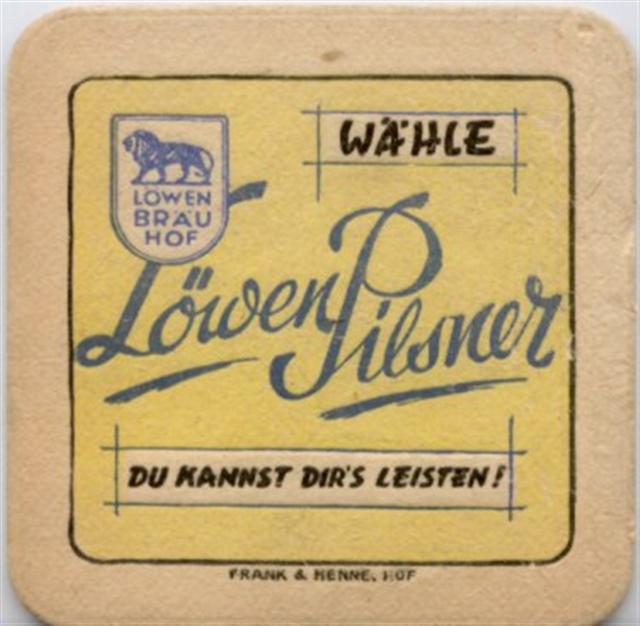 WÄHLE
LÖWEN
BRÄU
HOF
Löwen Pilsner
DU KANNST DIR'S LEISTEN!
FRANK & HENNE, HOF